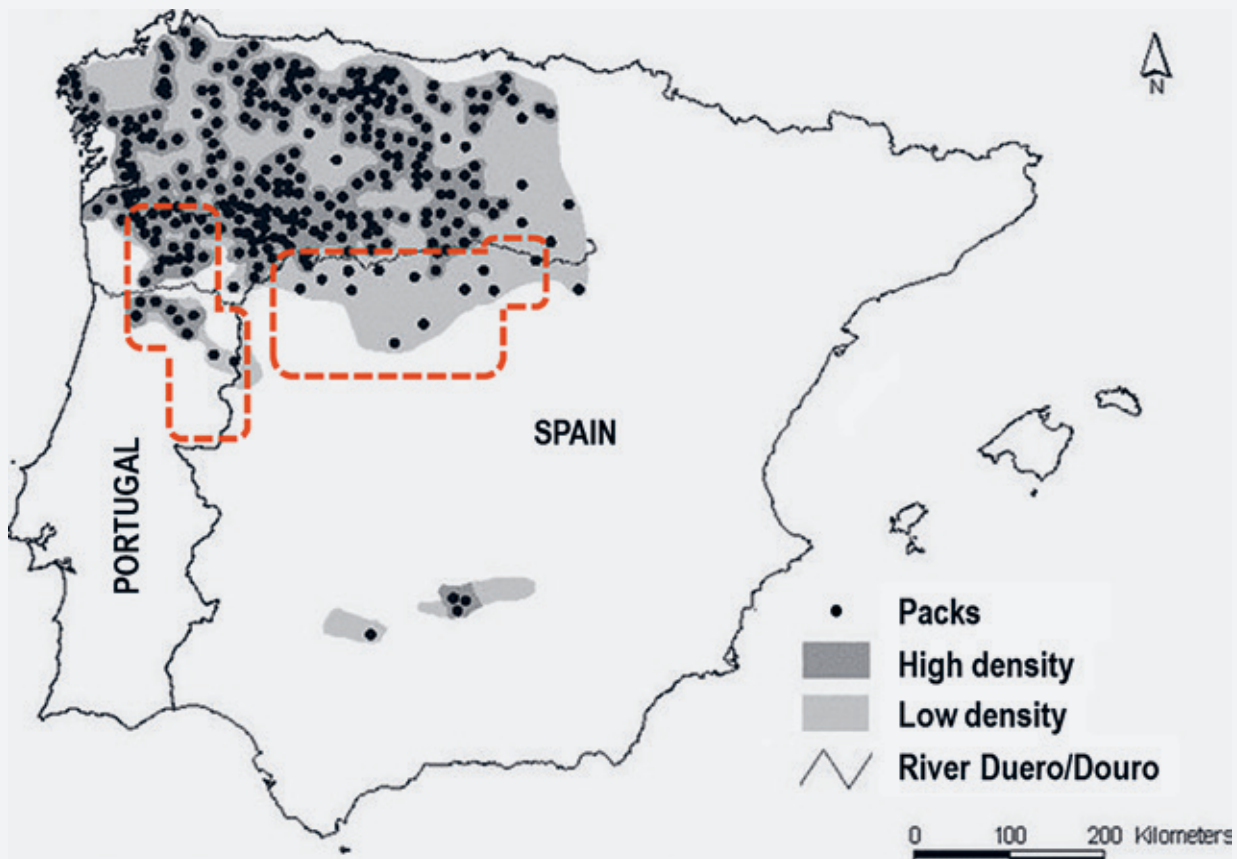 N
SPAIN
PORTUGAL
Packs
High density
Low density
River Duero/Douro
0 100 200 Kilometers